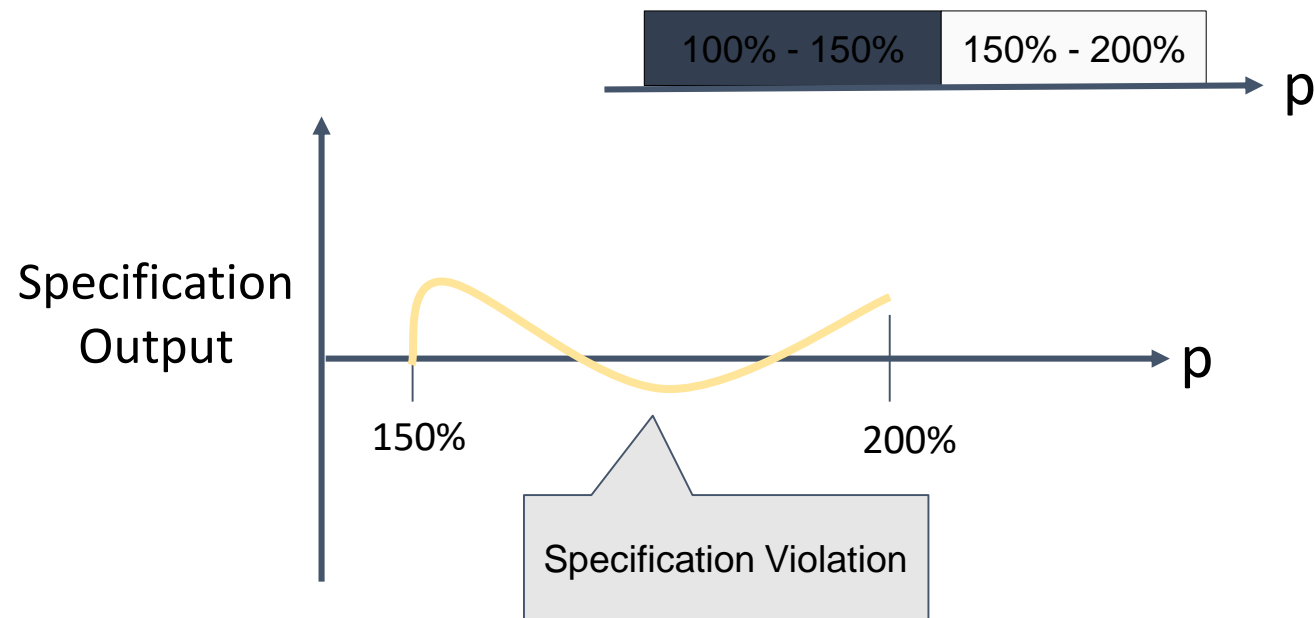 100% - 150%
150% - 200%
p
Specification
Output
p
150%
200%
Specification Violation